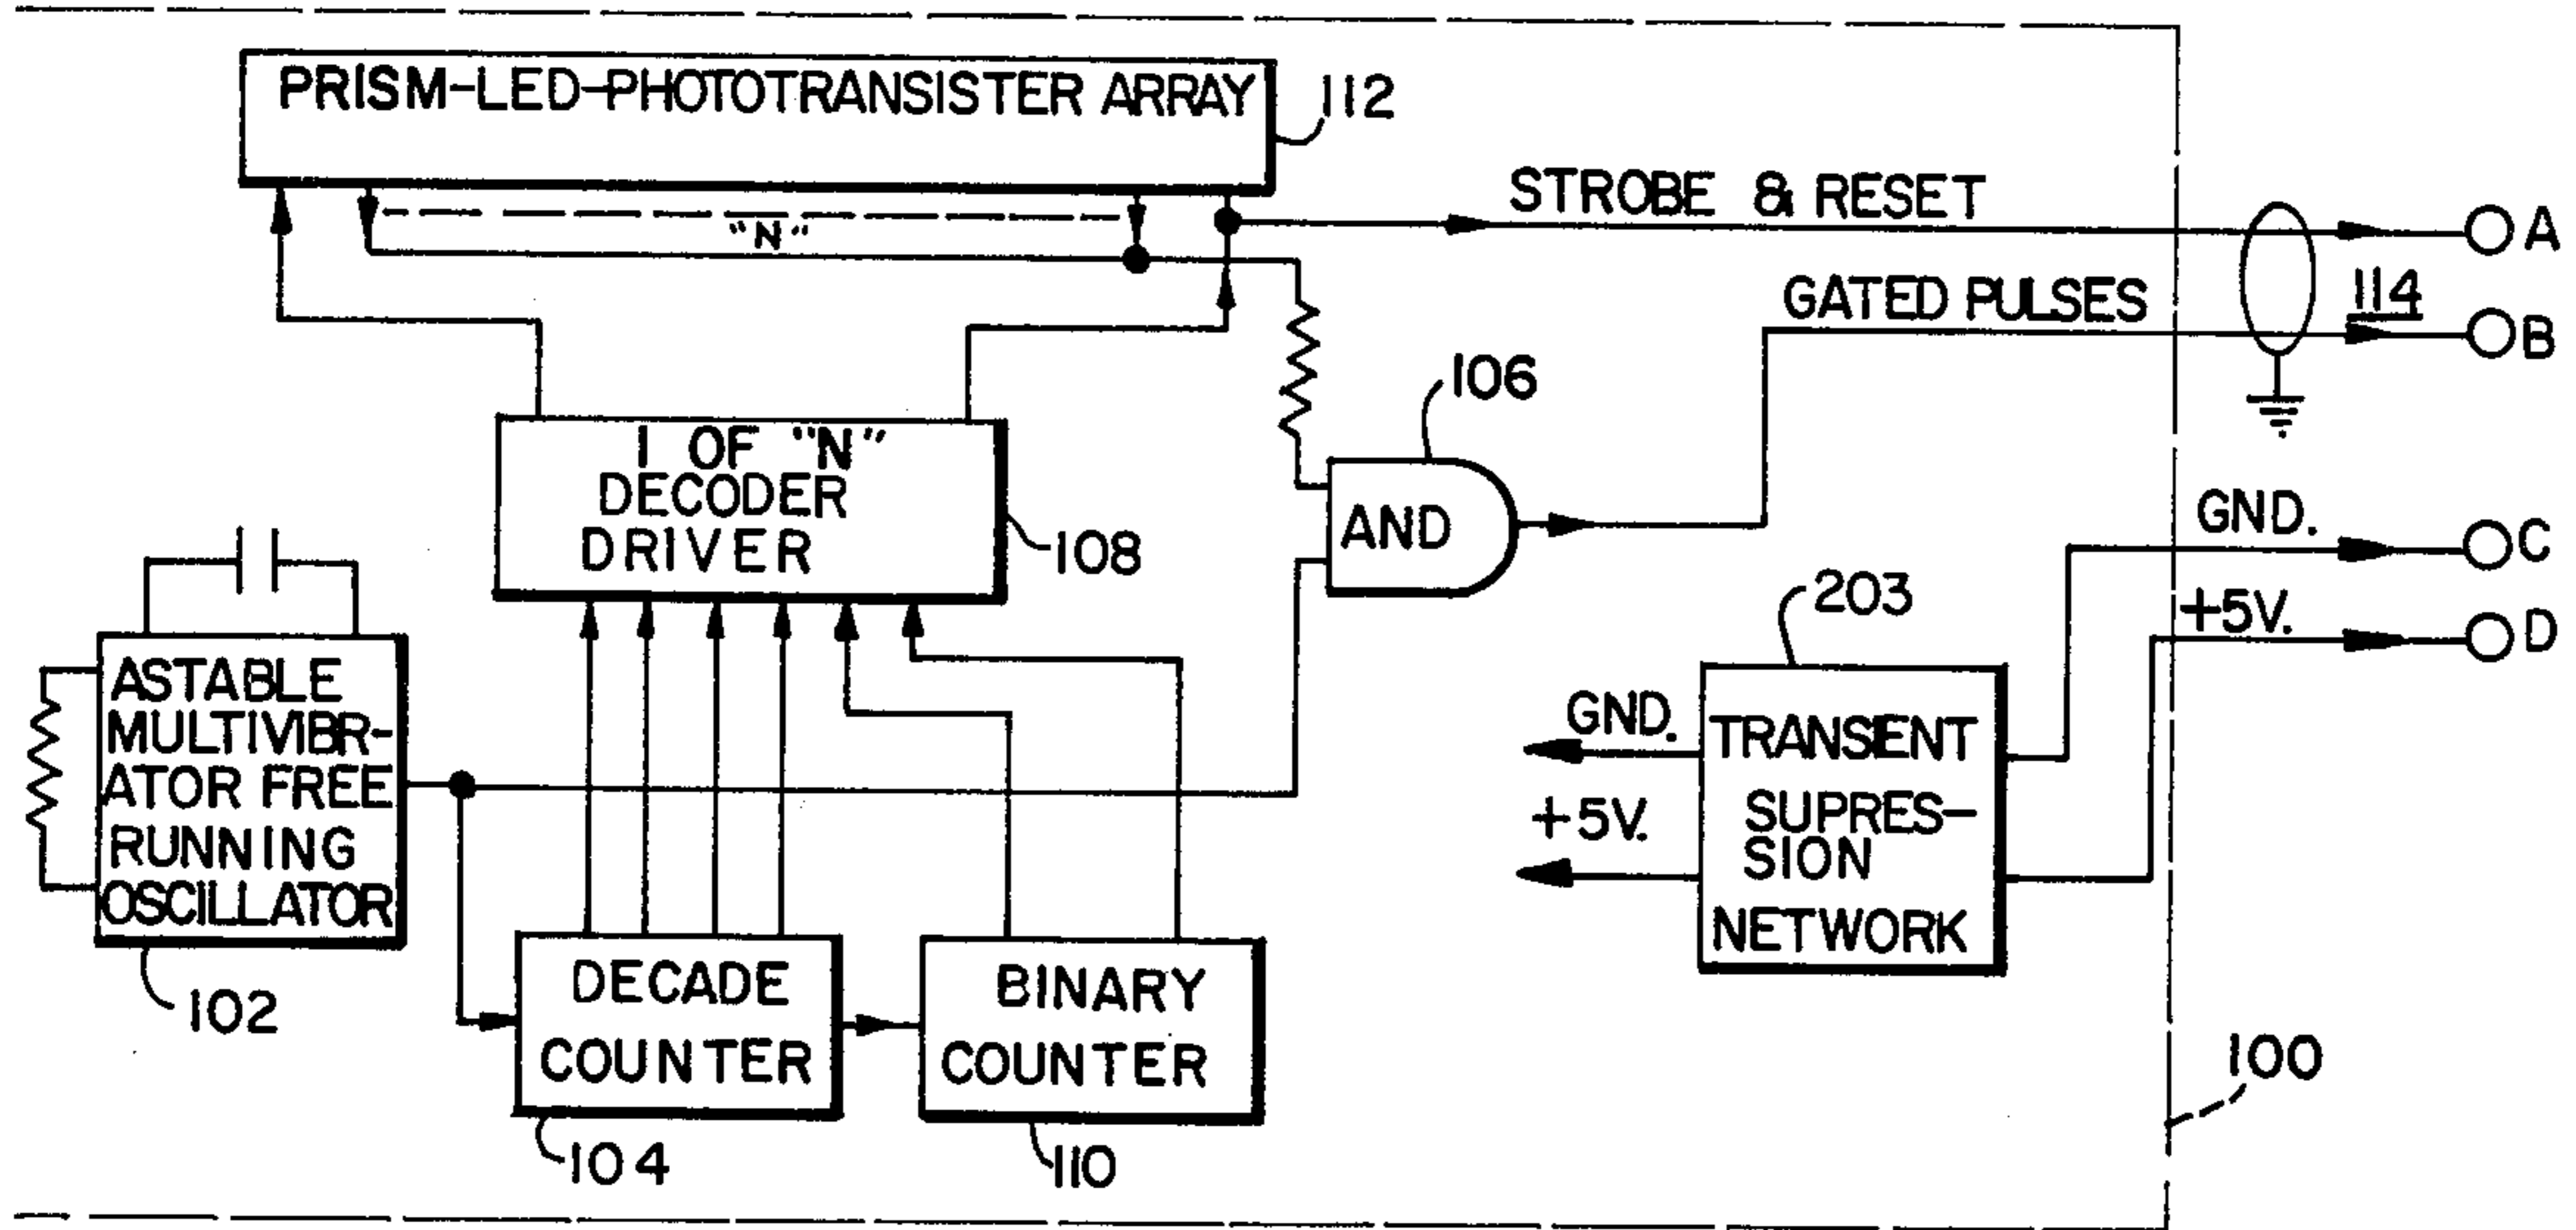 PRISM-LED-PHOTOTRANSISTER ARRAY
112
"N"
STROBE & RESET
A
GATED PULSES
114
B
106
1 OF "N"
DECODER
DRIVER
108
AND
GND.
C
203
+5V.
D
ASTABLE
MULTIVIBR-
ATOR FREE
RUNNING
OSCILLATOR
102
GND.
+5V.
TRANSIENT
SUPRES-
SION
NETWORK
DECADE
COUNTER
104
BINARY
COUNTER
110
100